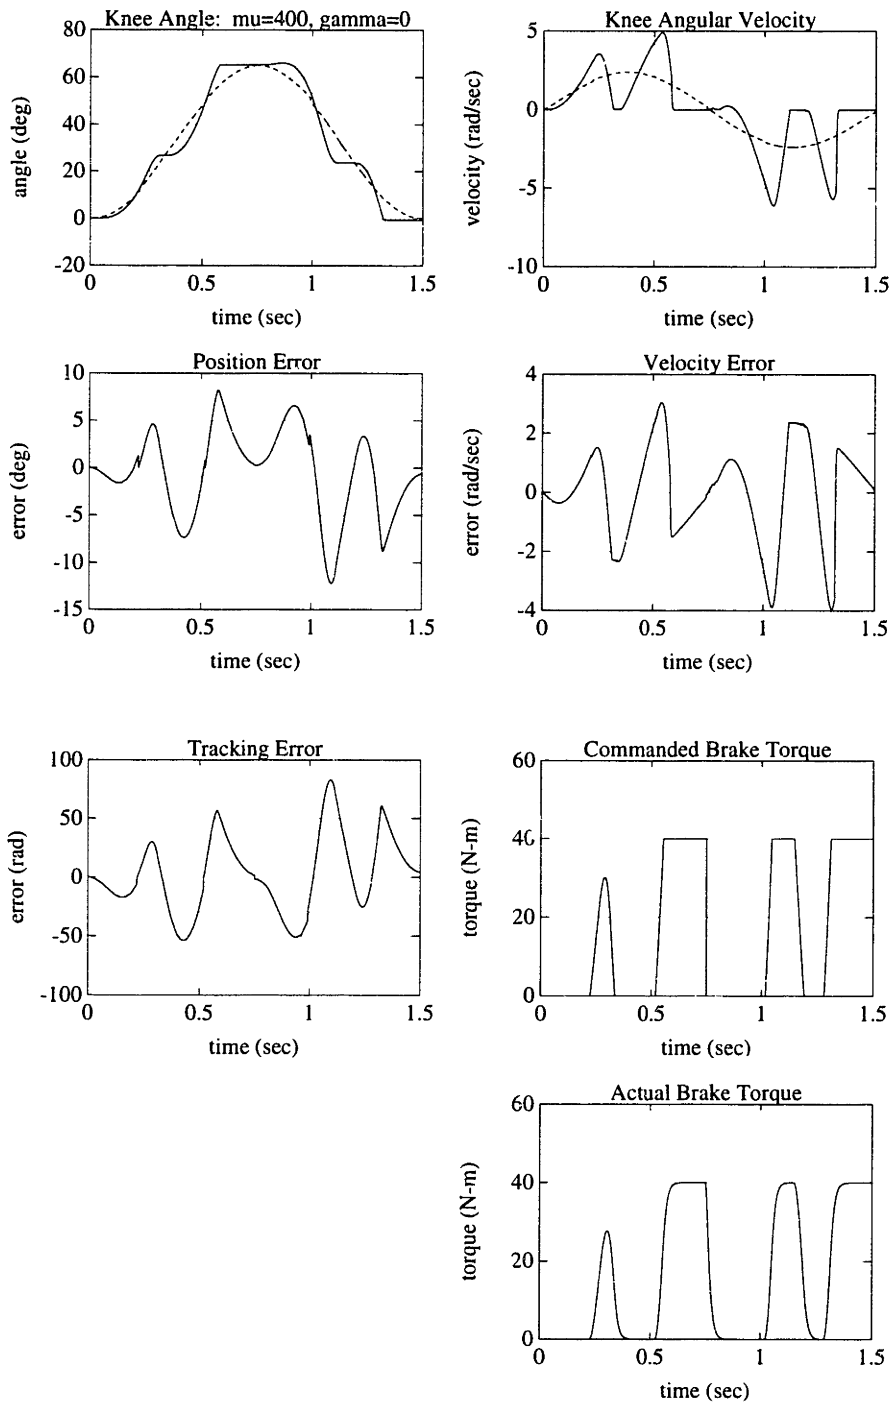 Knee Angle: mu=400, gamma=0
80
60
40
20
0
-20
angle (deg)
0 0.5 1 1.5
time (sec)
Knee Angular Velocity
5
0
-5
-10
velocity (rad/sec)
0 0.5 1 1.5
time (sec)
Position Error
10
5
0
-5
-10
-15
error (deg)
0 0.5 1 1.5
time (sec)
Velocity Error
4
2
0
-2
-4
error (rad/sec)
0 0.5 1 1.5
time (sec)
Tracking Error
100
50
0
-50
-100
error (rad)
0 0.5 1 1.5
time (sec)
Commanded Brake Torque
60
40
20
0
torque (N-m)
0 0.5 1 1.5
time (sec)
Actual Brake Torque
60
40
20
0
torque (N-m)
0 0.5 1 1.5
time (sec)